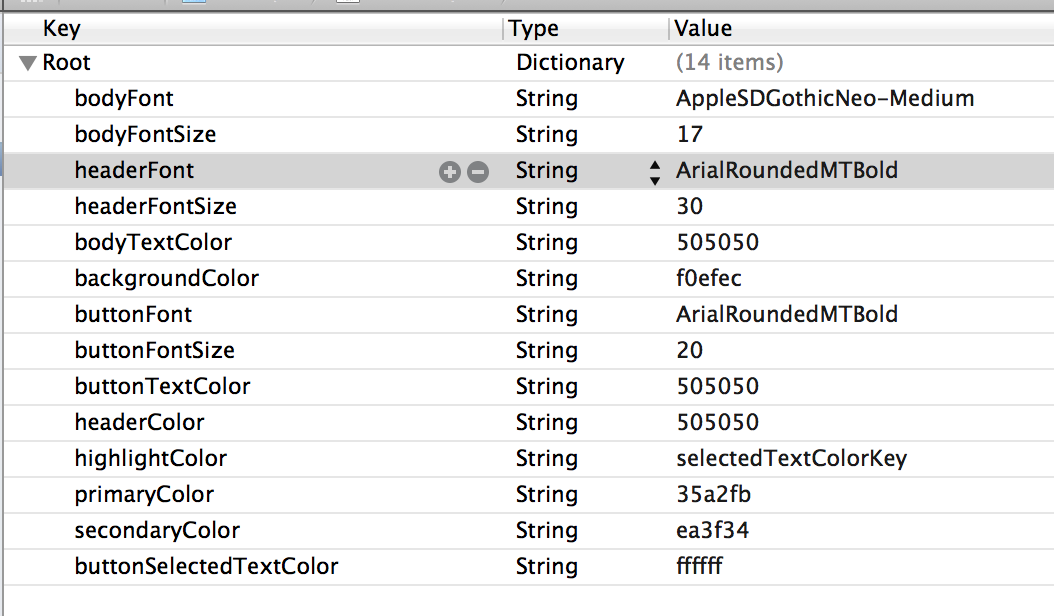 Key Type Value
Root Dictionary (14 items)
bodyFont String AppleSDGothicNeo-Medium
bodyFontSize String 17
headerFont String ArialRoundedMTBold
headerFontSize String 30
bodyTextColor String 505050
backgroundColor String f0efec
buttonFont String ArialRoundedMTBold
buttonFontSize String 20
buttonTextColor String 505050
headerColor String 505050
highlightColor String selectedTextColorKey
primaryColor String 35a2fb
secondaryColor String ea3f34
buttonSelectedTextColor String ffffff